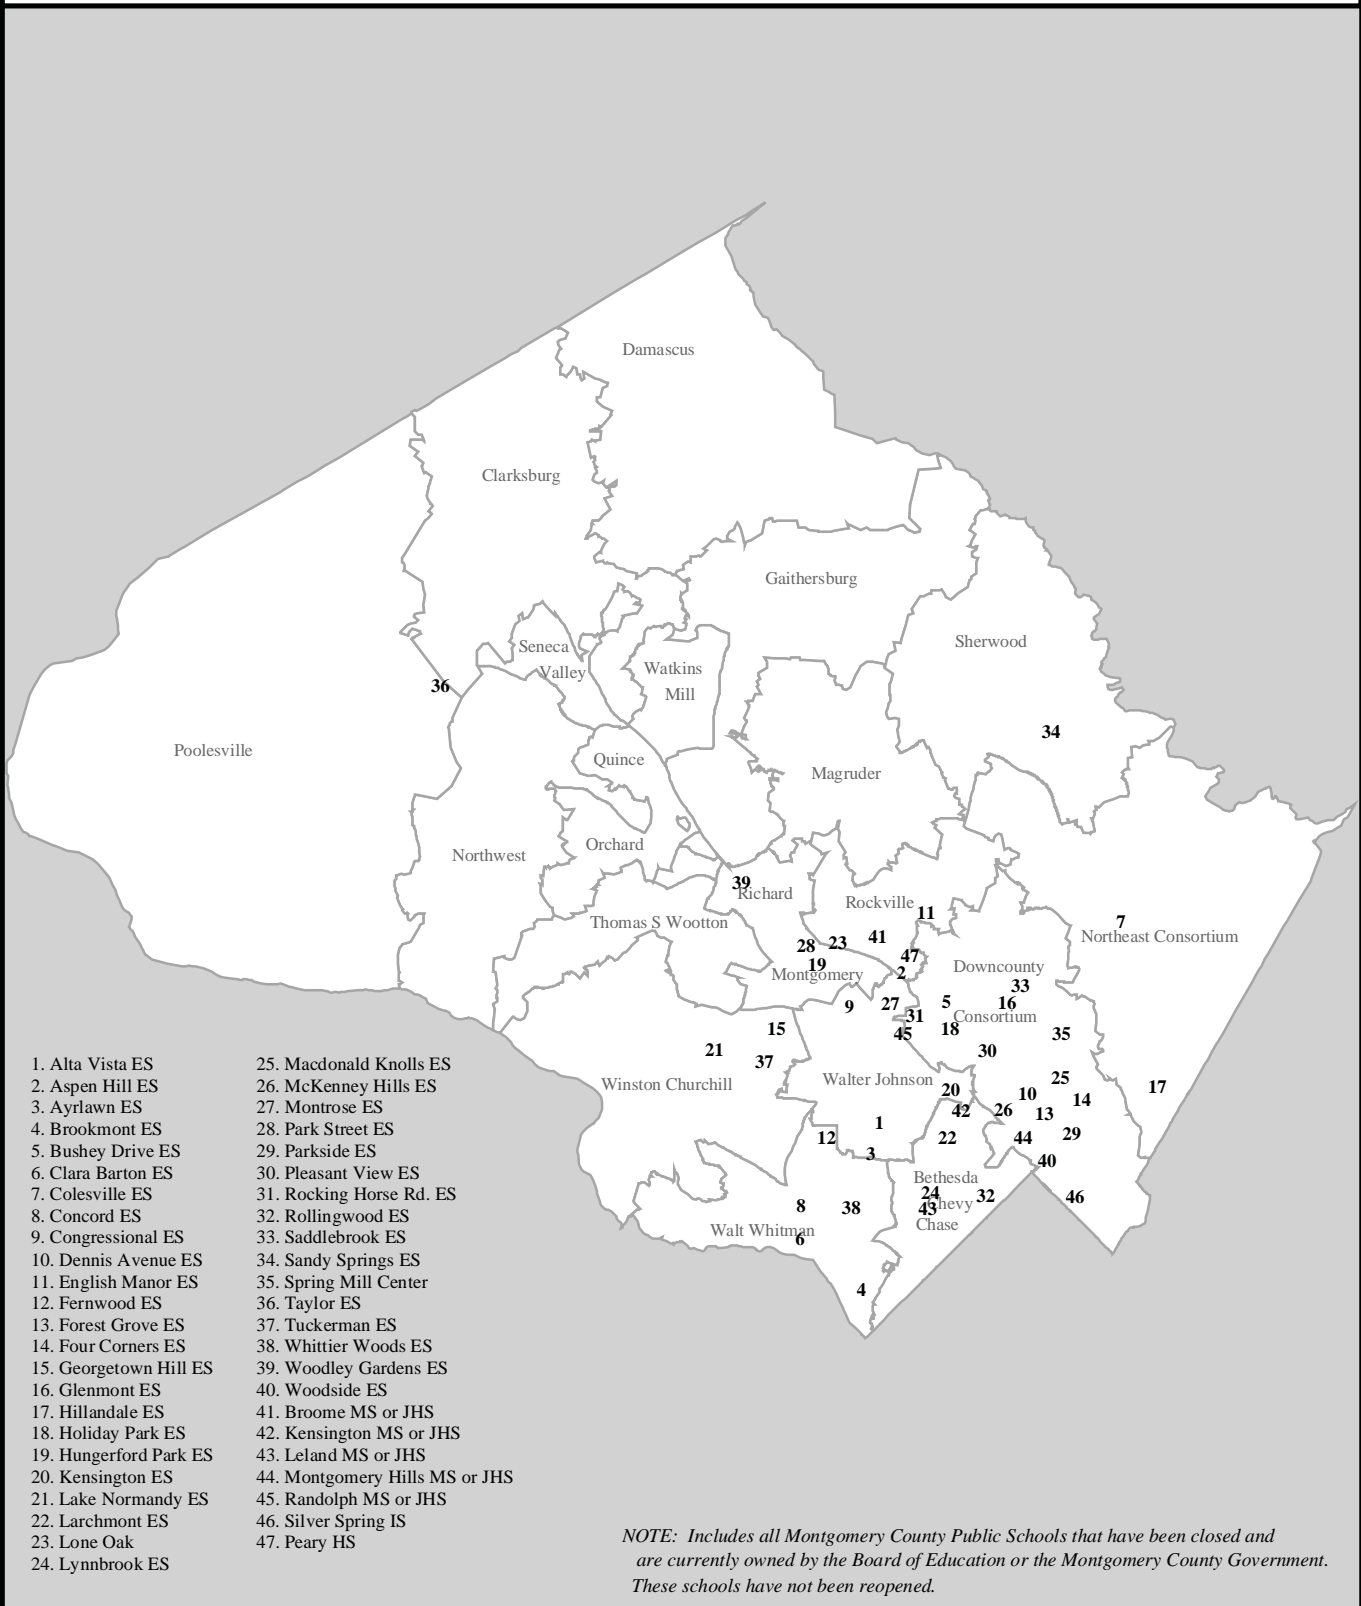 Damascus
Clarksburg
Gaithersburg
Sherwood
Seneca
Valley
Watkins
Mill
36
34
Poolesville
Quince
Magruder
Orchard
Northwest
39
Richard
Rockville
11
7
Thomas S Wootton
Northeast Consortium
28
23
41
47
19
2
Montgomery
Downcounty
33
9
27
5
16
31
Consortium
15
45
18
35
21
37
30
Winston Churchill
Walter Johnson
20
25
17
10
14
42
26
13
1
12
22
44
29
3
40
Bethesda
24
32
46
8
38
43
Chevy
Chase
Walt Whitman
6
4
1. Alta Vista ES
2. Aspen Hill ES
3. Ayrlawn ES
4. Brookmont ES
5. Bushey Drive ES
6. Clara Barton ES
7. Colesville ES
8. Concord ES
9. Congressional ES
10. Dennis Avenue ES
11. English Manor ES
12. Fernwood ES
13. Forest Grove ES
14. Four Corners ES
15. Georgetown Hill ES
16. Glenmont ES
17. Hillandale ES
18. Holiday Park ES
19. Hungerford Park ES
20. Kensington ES
21. Lake Normandy ES
22. Larchmont ES
23. Lone Oak
24. Lynnbrook ES
25. Macdonald Knolls ES
26. McKenney Hills ES
27. Montrose ES
28. Park Street ES
29. Parkside ES
30. Pleasant View ES
31. Rocking Horse Rd. ES
32. Rollingwood ES
33. Saddlebrook ES
34. Sandy Springs ES
35. Spring Mill Center
36. Taylor ES
37. Tuckerman ES
38. Whittier Woods ES
39. Woodley Gardens ES
40. Woodside ES
41. Broome MS or JHS
42. Kensington MS or JHS
43. Leland MS or JHS
44. Montgomery Hills MS or JHS
45. Randolph MS or JHS
46. Silver Spring IS
47. Peary HS
NOTE: Includes all Montgomery County Public Schools that have been closed and
are currently owned by the Board of Education or the Montgomery County Government.
These schools have not been reopened.